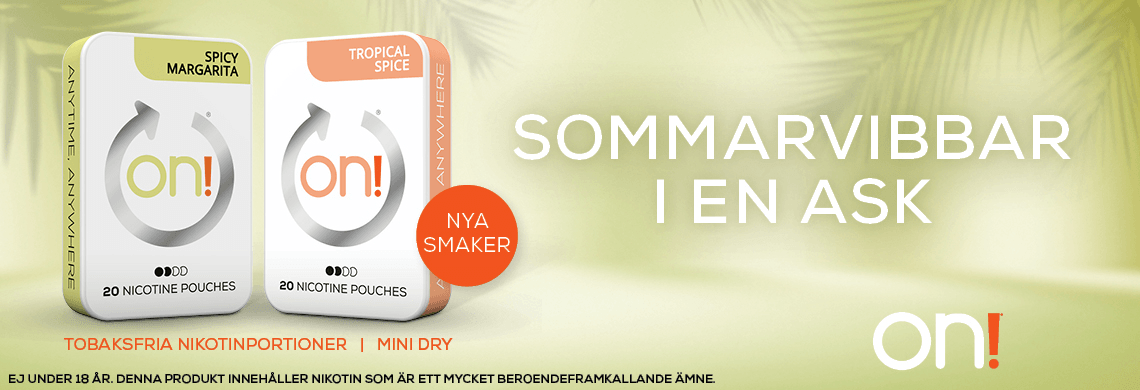 SPICY
MARGARITA
ANYTIME, ANYWHERE
on!
20 NICOTINE POUCHES
TROPICAL
SPICE
ANYWHERE
on!
20 NICOTINE POUCHES
NYA
SMAKER
SOMMARVIBBAR
I EN ASK
on!
TOBAKSFRIA NIKOTINPORTIONER | MINI DRY
EJ UNDER 18 ÅR. DENNA PRODUKT INNEHÅLLER NIKOTIN SOM ÄR ETT MYCKET BEROENDEFRAMKALLANDE ÄMNE.